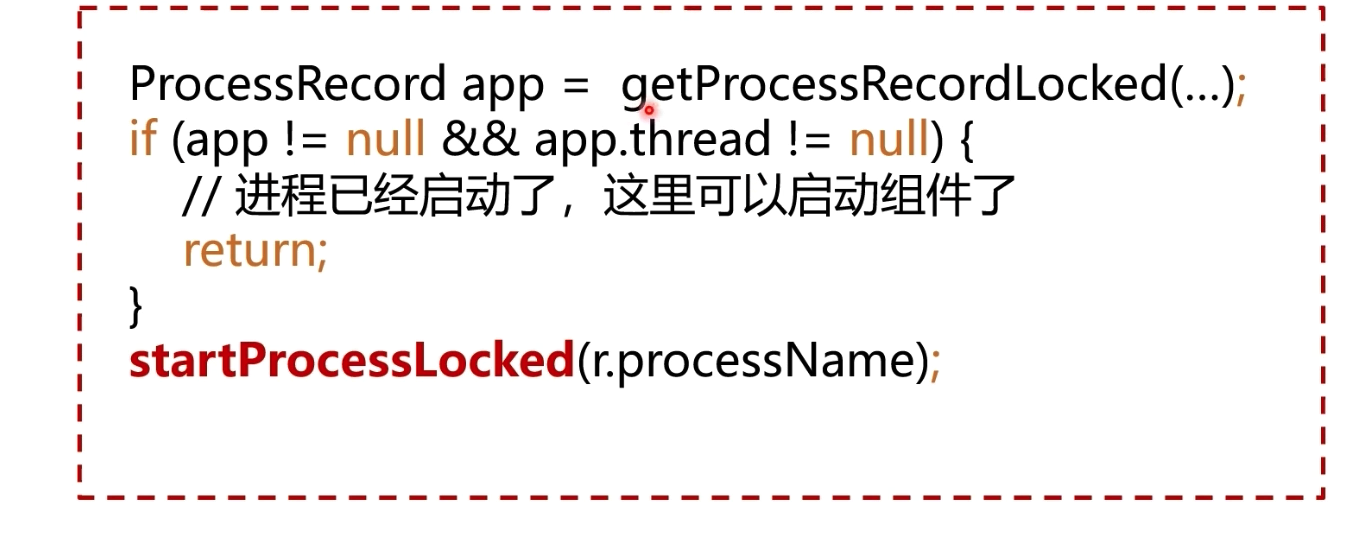 ProcessRecord app =  getProcessRecordLocked(...);
if (app != null && app.thread != null) {
// 进程已经启动了，这里可以启动组件了
return;
}
startProcessLocked(r.processName);